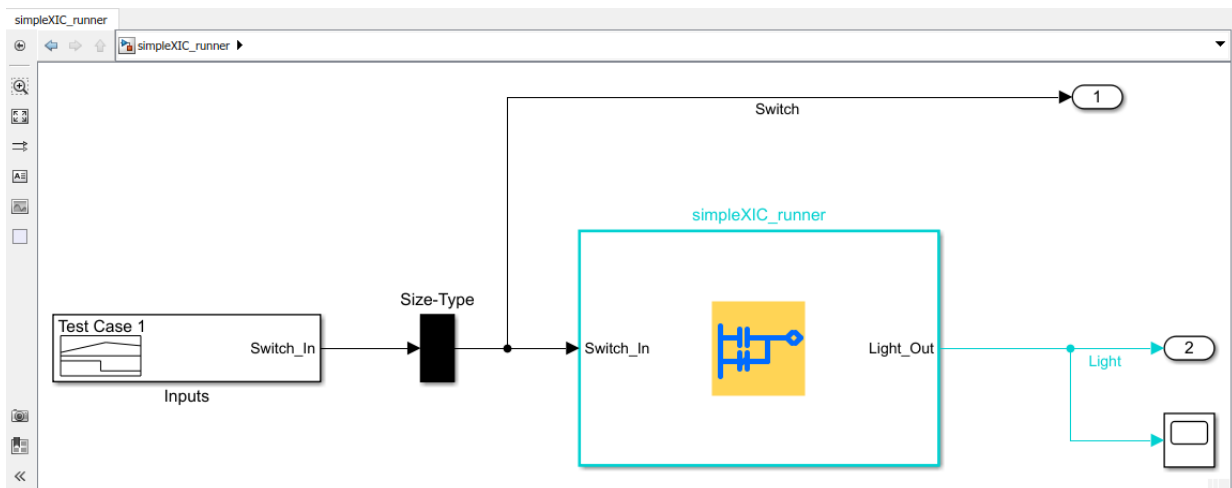 simpleXIC_runner
simpleXIC_runner
1
Switch
simpleXIC_runner
Size-Type
Test Case 1
Switch_In
Switch_In
Light_Out
2
Light
Inputs